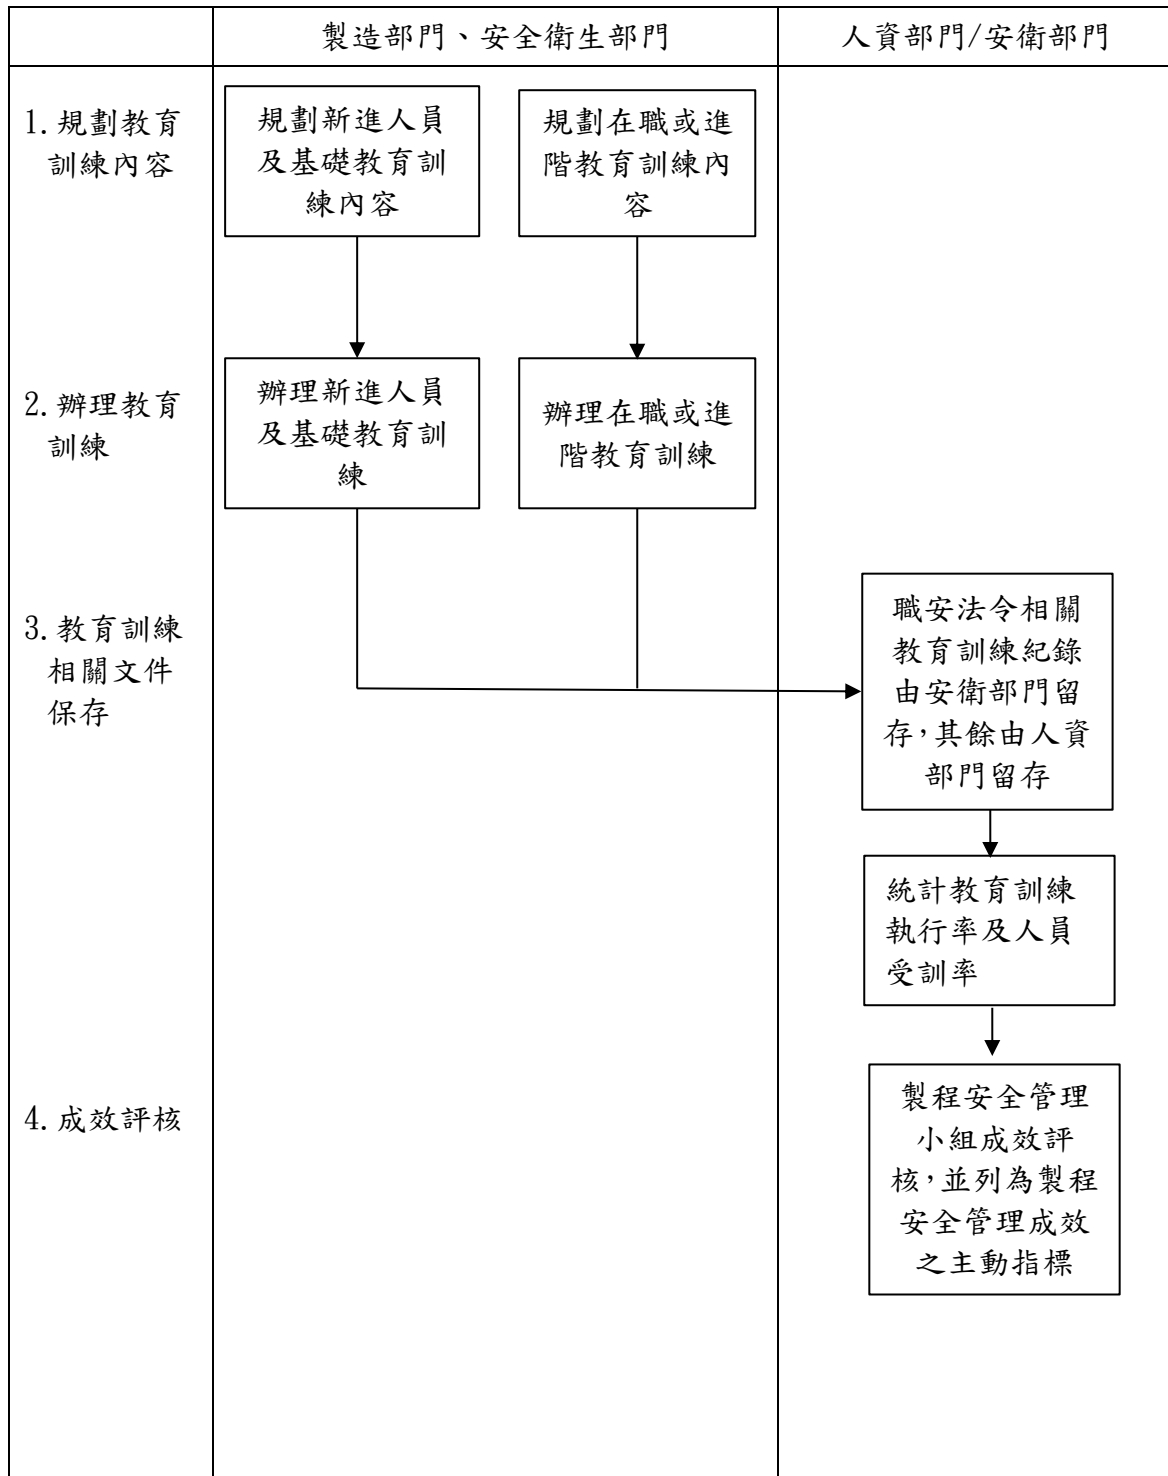 製造部門、安全衛生部門
人資部門/安衛部門
1.規劃教育
訓練內容
規劃新進人員
及基礎教育訓
練內容
規劃在職或進
階教育訓練內
容
2.辦理教育
訓練
辦理新進人員
及基礎教育訓
練
辦理在職或進
階教育訓練
3.教育訓練
相關文件
保存
職安法令相關
教育訓練紀錄
由安衛部門留
存,其餘由人資
部門留存
統計教育訓練
執行率及人員
受訓率
4.成效評核
製程安全管理
小組成效評
核,並列為製程
安全管理成效
之主動指標